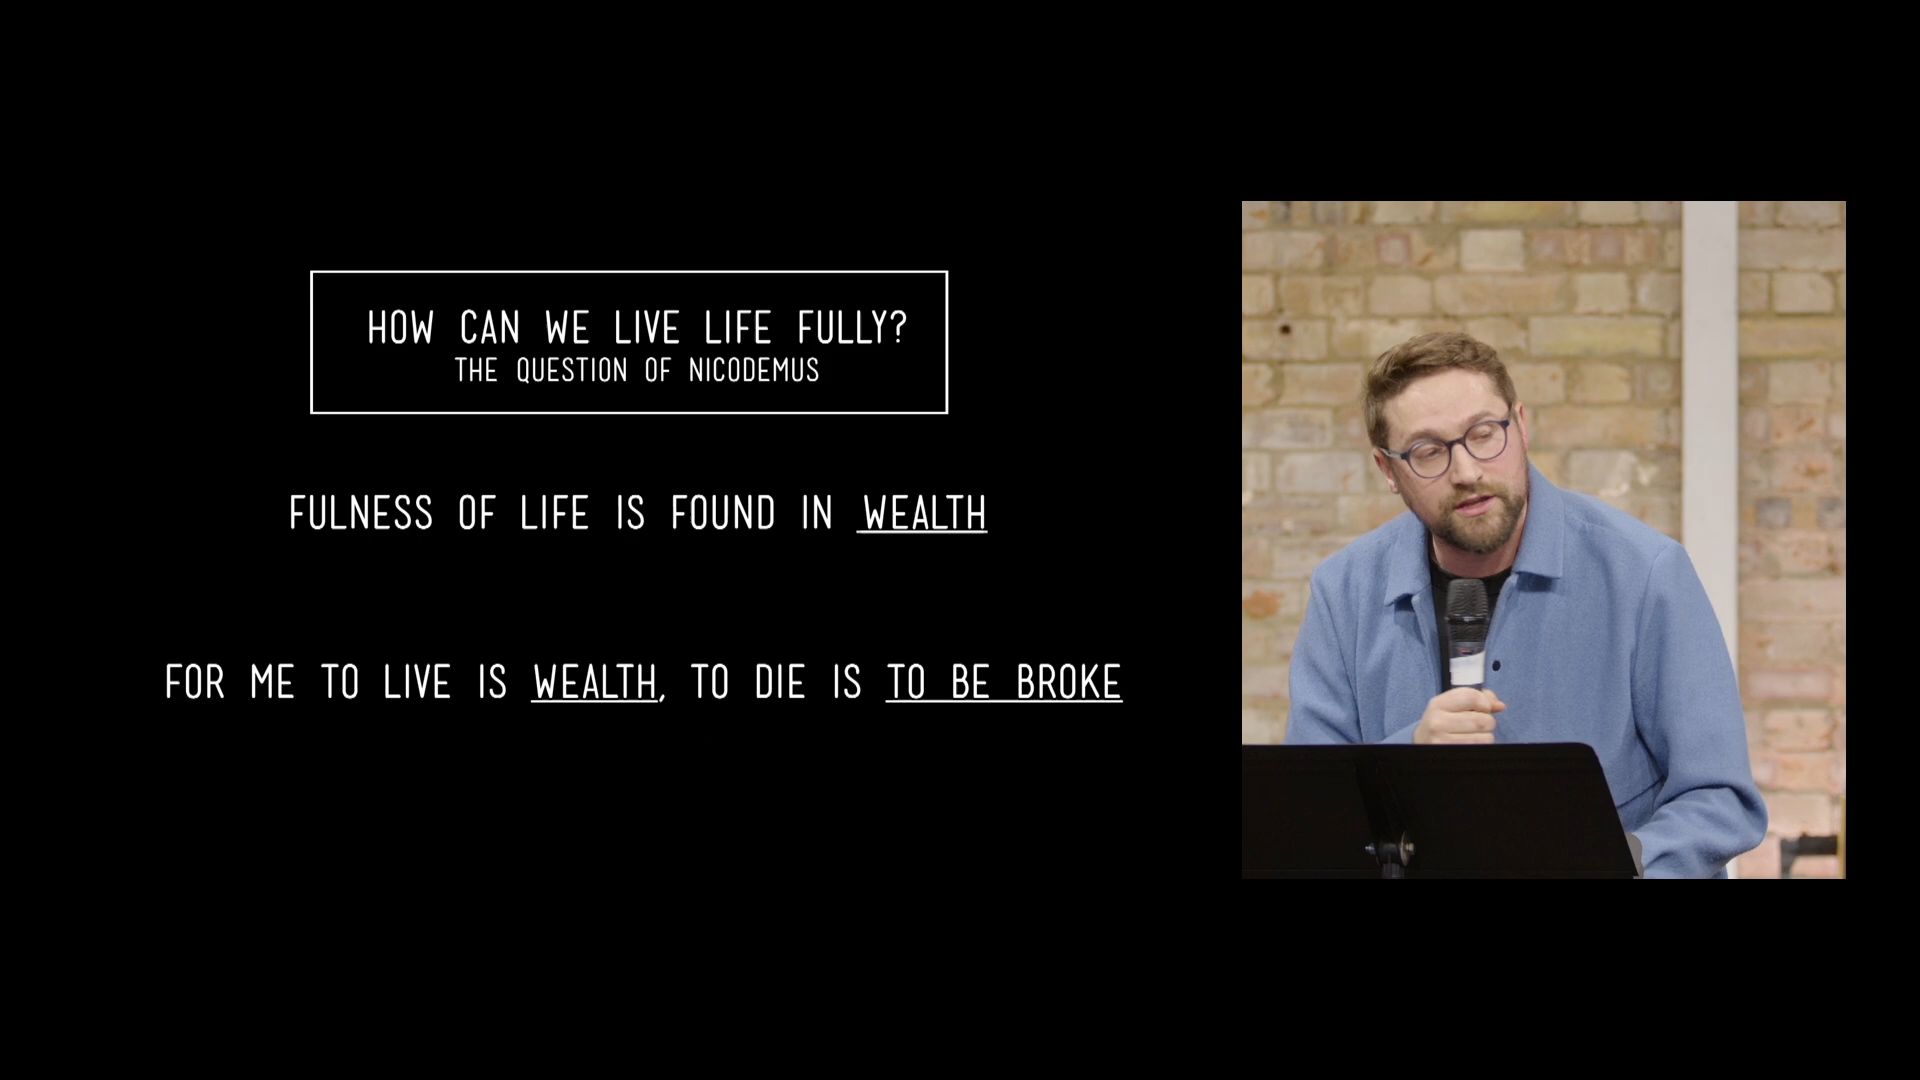 HOW CAN WE LIVE LIFE FULLY?
THE QUESTION OF NICODEMUS
FULNESS OF LIFE IS FOUND IN WEALTH
FOR ME TO LIVE IS WEALTH, TO DIE IS TO BE BROKE